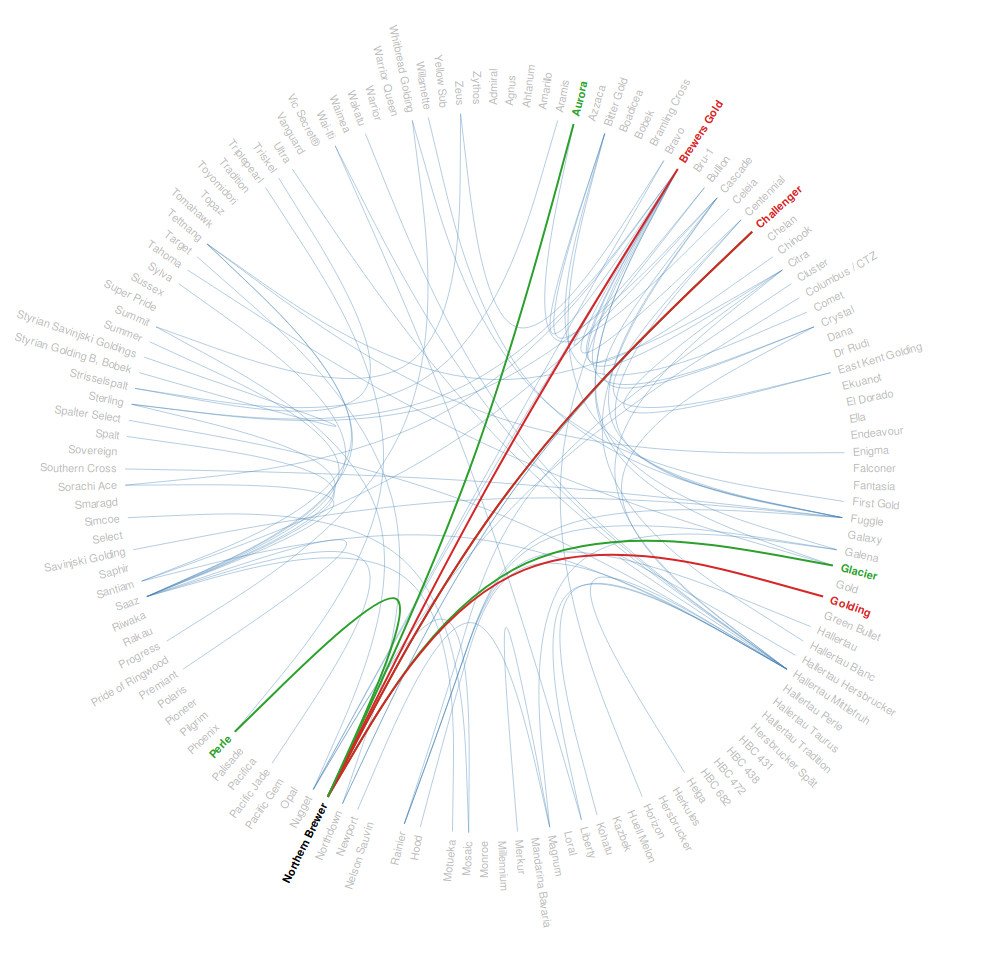 Admiral
Agnus
Ahtanum
Amarillo
Aramis
Aurora
Azzaca
Bitter Gold
Boadicea
Bobek
Bramling Cross
Bravo
Brewers Gold
Bru-1
Bullion
Cascade
Celeia
Centennial
Challenger
Chelan
Chinook
Citra
Cluster
Columbus / CTZ
Comet
Crystal
Dana
Dr Rudi
East Kent Golding
Ekuanot
El Dorado
Ella
Endeavour
Enigma
Falconer
Fantasia
First Gold
Fuggle
Galaxy
Galena
Glacier
Gold
Golding
Green Bullet
Hallertau
Hallertau Blanc
Hallertau Hersbrucker
Hallertau Mittlefruh
Hallertau Perle
Hallertau Taurus
Hallertau Tradition
Hersbrucker Spät
HBC 431
HBC 438
HBC 472
HBC 682
Helga
Herkules
Hersbrucker
Horizon
Huell Melon
Kazbek
Kohatu
Liberty
Loral
Magnum
Mandarina Bavaria
Merkur
Millennium
Monroe
Mosaic
Motueka
Hood
Rainier
Nelson Sauvin
Newport
Northdown
Northern Brewer
Nugget
Opal
Pacific Gem
Pacific Jade
Pacifica
Palisade
Perle
Phoenix
Pilgrim
Pioneer
Polaris
Premiant
Pride of Ringwood
Progress
Rakau
Riwaka
Saaz
Santiam
Saphir
Savinjski Golding
Select
Simcoe
Smaragd
Sorachi Ace
Southern Cross
Sovereign
Spalt
Spalter Select
Sterling
Strisselspalt
Styrian Golding B, Bobek
Styrian Savinjski Goldings
Summer
Summit
Super Pride
Sussex
Sylva
Tahoma
Target
Tettnang
Tomahawk
Topaz
Toyomidori
Tradition
Triplepearl
Triskel
Ultra
Vanguard
Vic Secret®
Wai-iti
Waimea
Wakatu
Warrior
Warrior Queen
Whitbread Golding
Willamette
Yellow Sub
Zeus
Zythos